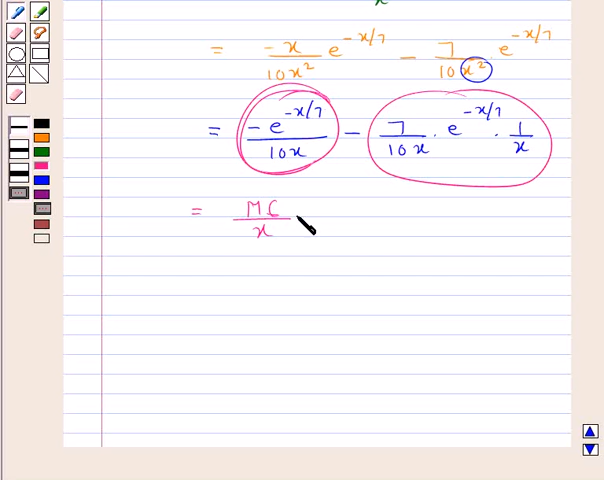 x
= -x/10x² e^-x/7 - 7/10x² e^-x/7
= -e^-x/7/10x - 7/10x · e^-x/7 · 1/x
= MC/x